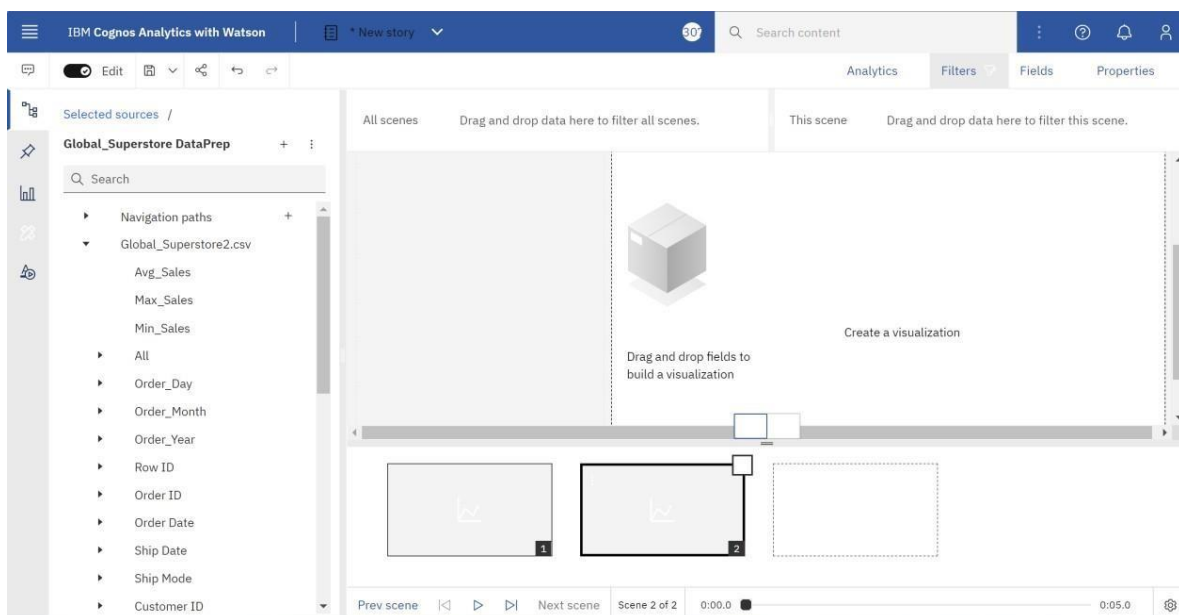 IBM Cognos Analytics with Watson
* New story
Search content
Edit
Analytics
Filters
Fields
Properties
Selected sources /
Global_Superstore DataPrep
Search
Navigation paths
Global_Superstore2.csv
Avg_Sales
Max_Sales
Min_Sales
All
Order_Day
Order_Month
Order_Year
Row ID
Order ID
Order Date
Ship Date
Ship Mode
Customer ID
All scenes
Drag and drop data here to filter all scenes.
This scene
Drag and drop data here to filter this scene.
Drag and drop fields to
build a visualization
Create a visualization
1
2
Prev scene
Next scene
Scene 2 of 2
0:00.0
0:05.0